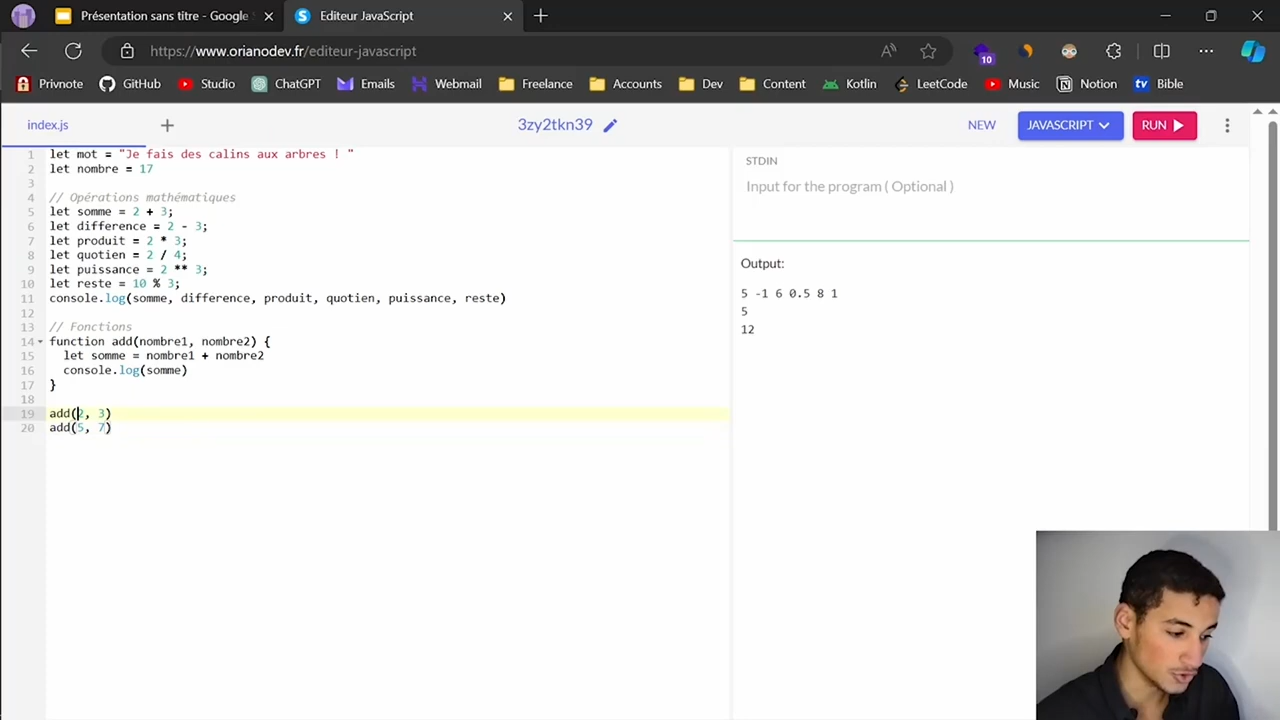 Présentation sans titre - Google
Editeur JavaScript
https://www.orianodev.fr/editeur-javascript
10
Privnote GitHub Studio ChatGPT Emails Webmail Freelance Accounts Dev Content Kotlin LeetCode Music Notion tv Bible
index.js
3zy2tkn39
NEW
JAVASCRIPT
RUN
1 let mot = "Je fais des calins aux arbres ! "
2 let nombre = 17
3
4 // Opérations mathématiques
5 let somme = 2 + 3;
6 let difference = 2 - 3;
7 let produit = 2 * 3;
8 let quotien = 2 / 4;
9 let puissance = 2 ** 3;
10 let reste = 10 % 3;
11 console.log(somme, difference, produit, quotien, puissance, reste)
12
13 // Fonctions
14 function add(nombre1, nombre2) {
15 let somme = nombre1 + nombre2
16 console.log(somme)
17 }
18
19 add(2, 3)
20 add(5, 7)
STDIN
Input for the program ( Optional )
Output:
5 -1 6 0.5 8 1
5
12